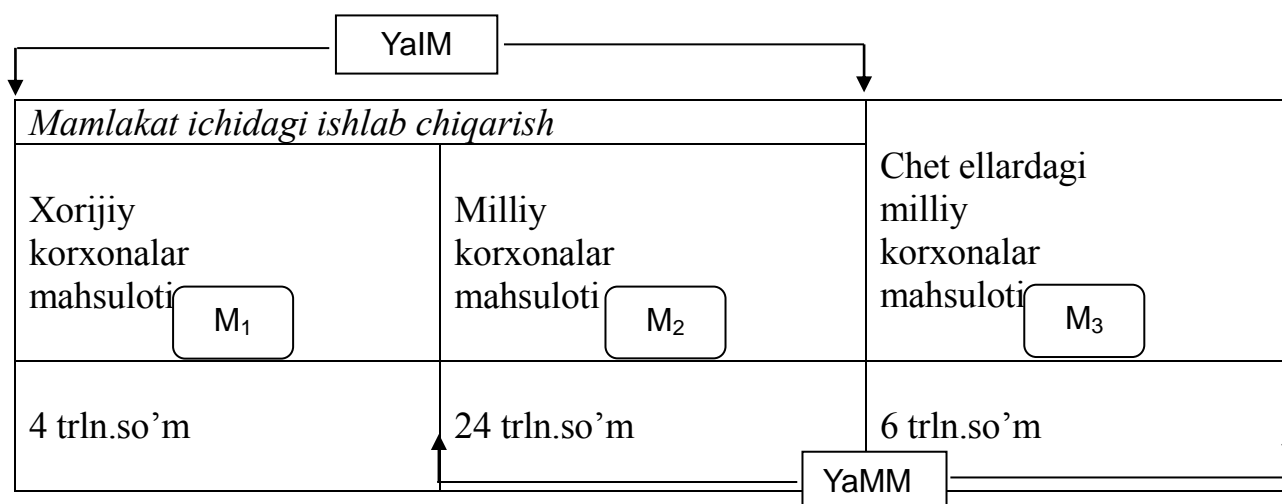 YaIM
Mamlakat ichidagi ishlab chiqarish
Xorijiy
korxonalar
mahsuloti
M₁
Milliy
korxonalar
mahsuloti
M₂
Chet ellardagi
milliy
korxonalar
mahsuloti
M₃
4 trln.so’m
24 trln.so’m
6 trln.so’m
YaMM